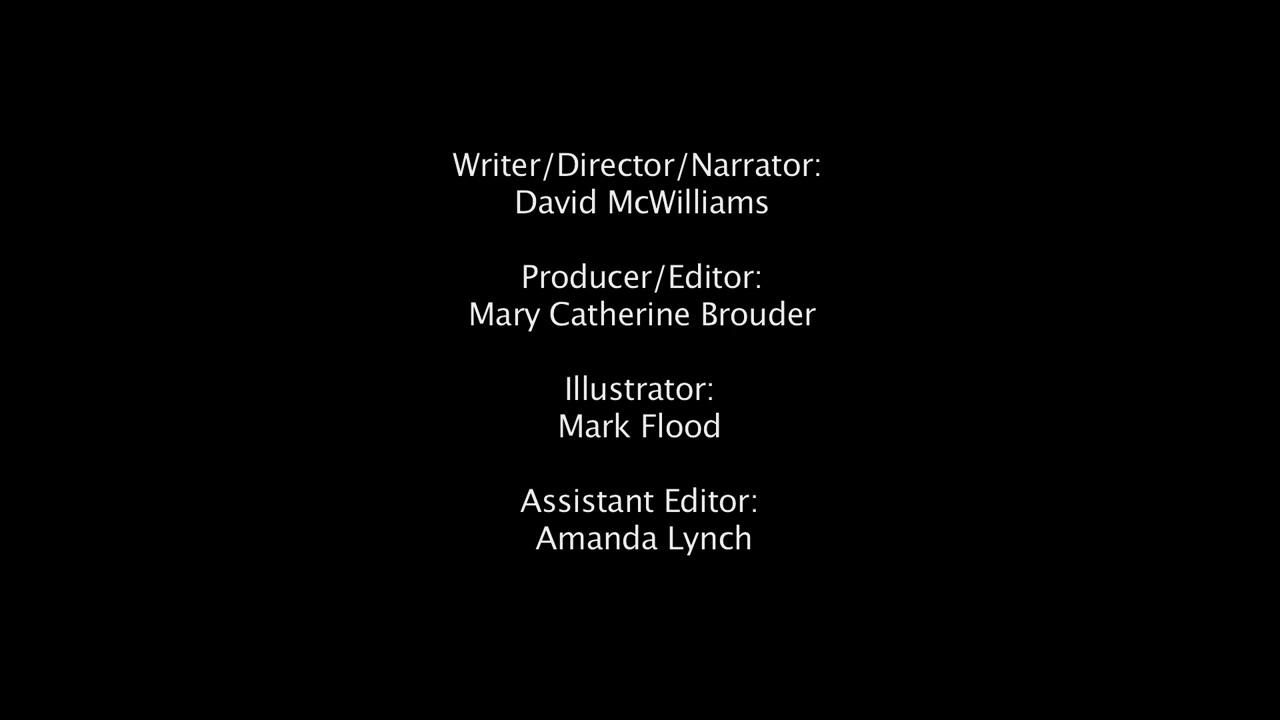 Writer/Director/Narrator:
David McWilliams
Producer/Editor:
Mary Catherine Brouder
Illustrator:
Mark Flood
Assistant Editor:
Amanda Lynch